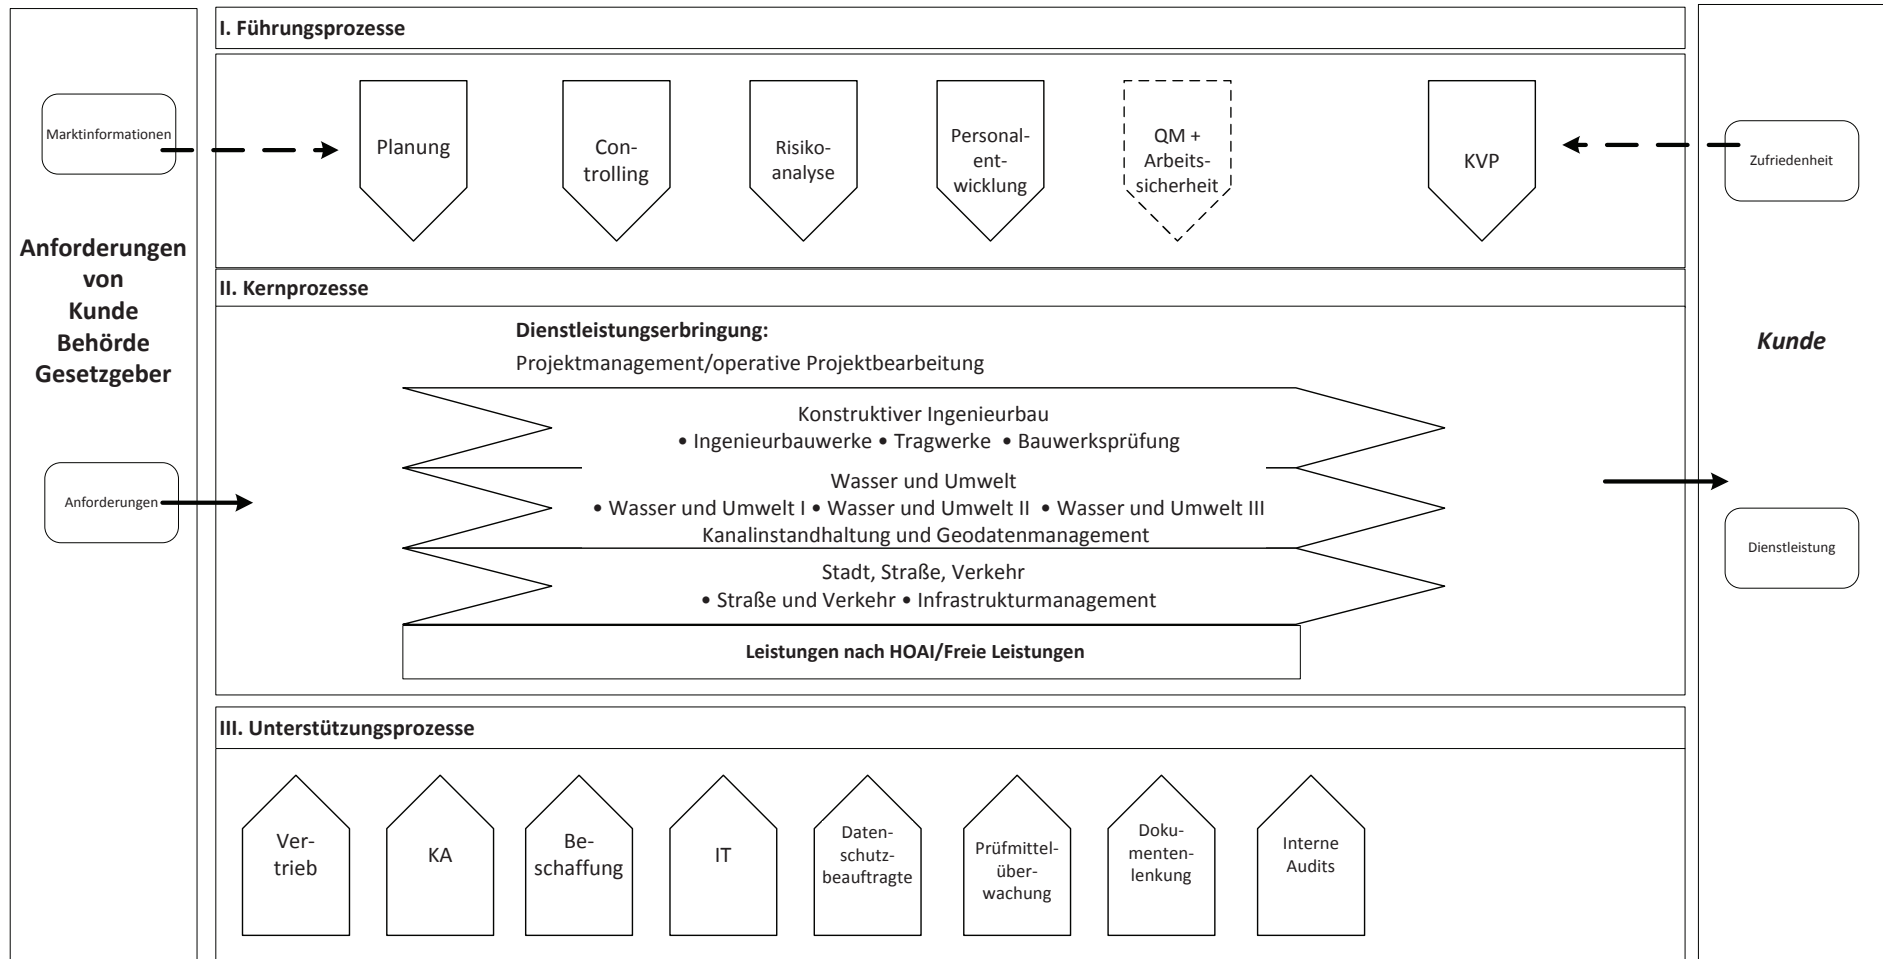 Marktinformationen
Anforderungen
von
Kunde
Behörde
Gesetzgeber
Anforderungen
I. Führungsprozesse
Planung
Con-
trolling
Risiko-
analyse
Personal-
ent-
wicklung
QM +
Arbeits-
sicherheit
KVP
II. Kernprozesse
Dienstleistungserbringung:
Projektmanagement/operative Projektbearbeitung
Konstruktiver Ingenieurbau
• Ingenieurbauwerke • Tragwerke • Bauwerksprüfung
Wasser und Umwelt
• Wasser und Umwelt I • Wasser und Umwelt II • Wasser und Umwelt III
Kanalinstandhaltung und Geodatenmanagement
Stadt, Straße, Verkehr
• Straße und Verkehr • Infrastrukturmanagement
Leistungen nach HOAI/Freie Leistungen
III. Unterstützungsprozesse
Ver-
trieb
KA
Be-
schaffung
IT
Daten-
schutz-
beauftragte
Prüfmittel-
über-
wachung
Doku-
menten-
lenkung
Interne
Audits
Zufriedenheit
Kunde
Dienstleistung